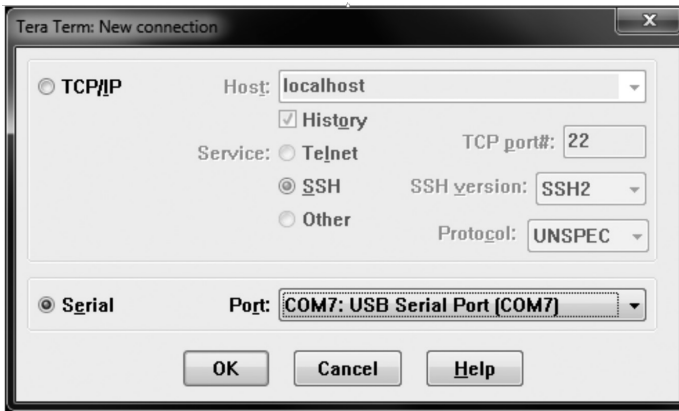 Tera Term: New connection
x
TCP/IP Host: localhost
History
Service: Telnet TCP port#: 22
SSH SSH version: SSH2
Other Protocol: UNSPEC
Serial Port: COM7: USB Serial Port (COM7)
OK Cancel Help